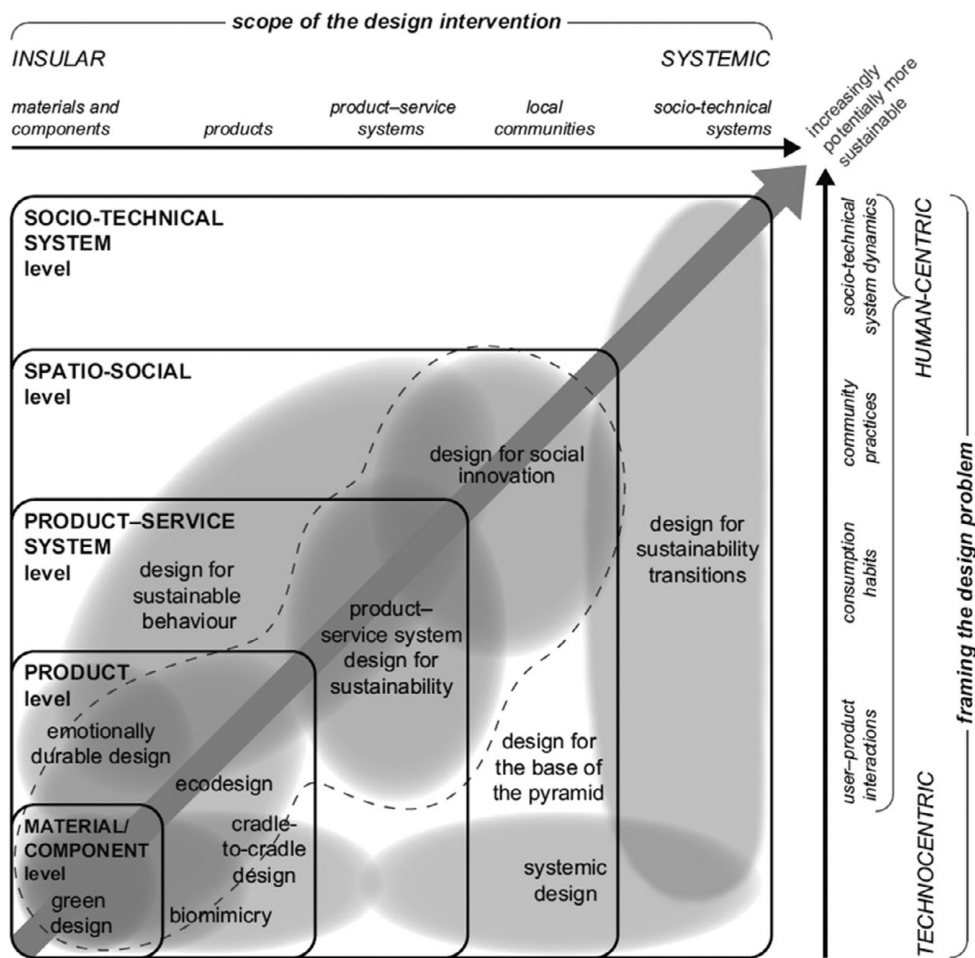 scope of the design intervention
INSULAR
SYSTEMIC
materials and
components
products
product–service
systems
local
communities
socio-technical
systems
increasingly
potentially more
sustainable
SOCIO-TECHNICAL
SYSTEM
level
SPATIO-SOCIAL
level
design for social
innovation
PRODUCT–SERVICE
SYSTEM
level
design for
sustainable
behaviour
design for
sustainability
transitions
product–
service system
design for
sustainability
PRODUCT
level
emotionally
durable design
ecodesign
design for
the base of
the pyramid
MATERIAL/
COMPONENT
level
green
design
cradle-
to-cradle
design
biomimicry
systemic
design
socio-technical
system dynamics
community
practices
consumption
habits
user–product
interactions
HUMAN-CENTRIC
TECHNOCENTRIC
framing the design problem